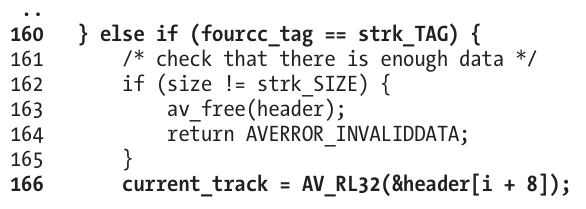 ..
160 } else if (fourcc_tag == strk_TAG) {
161 /* check that there is enough data */
162 if (size != strk_SIZE) {
163 av_free(header);
164 return AVERROR_INVALIDDATA;
165 }
166 current_track = AV_RL32(&header[i + 8]);